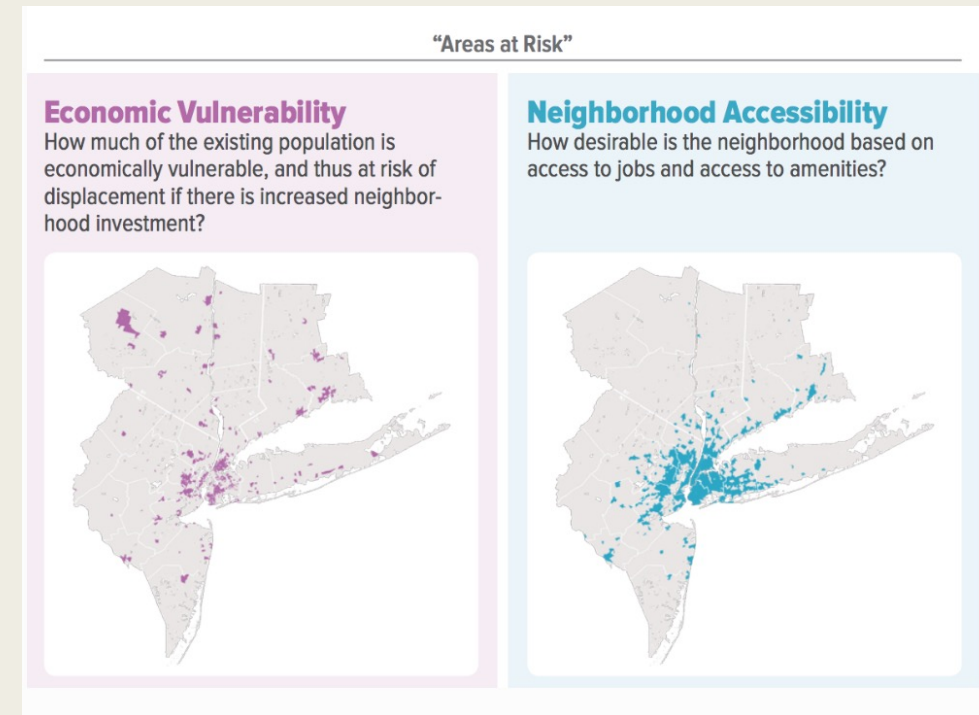 “Areas at Risk”
Economic Vulnerability
How much of the existing population is
economically vulnerable, and thus at risk of
displacement if there is increased neighbor-
hood investment?
Neighborhood Accessibility
How desirable is the neighborhood based on
access to jobs and access to amenities?